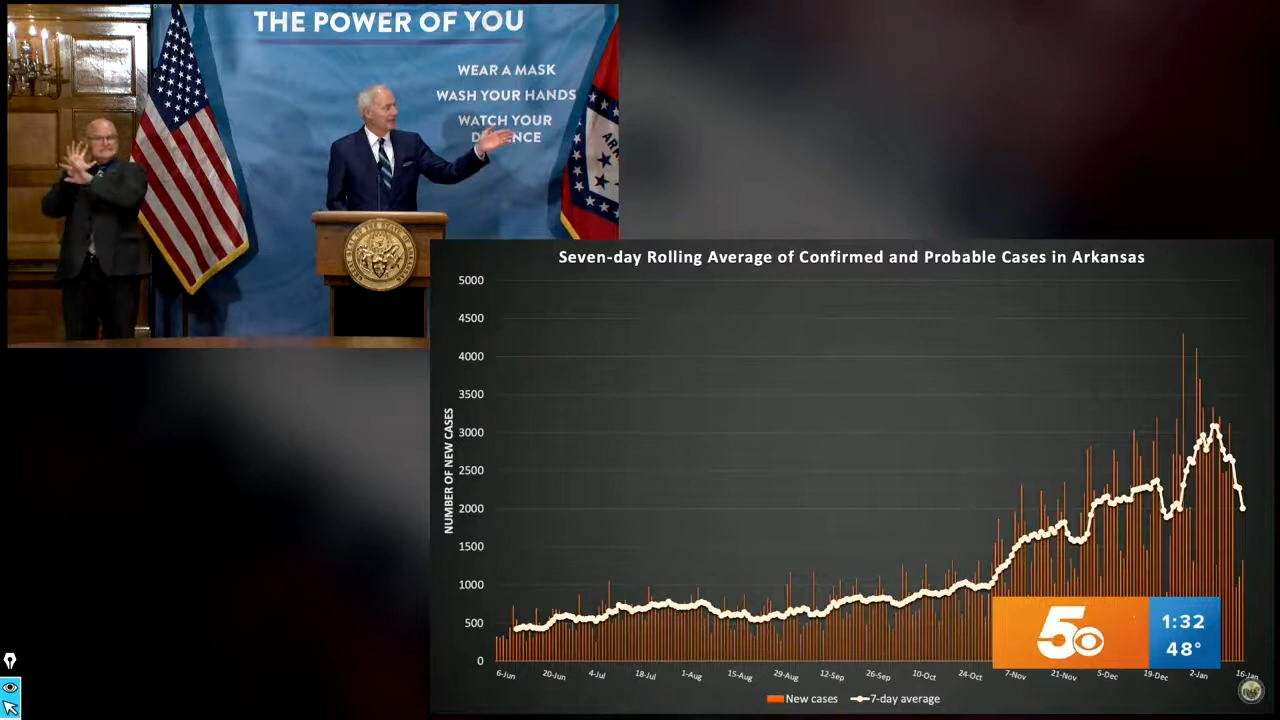 THE POWER OF YOU
WEAR A MASK
WASH YOUR HANDS
WATCH YOUR
Seven-day Rolling Average of Confirmed and Probable Cases in Arkansas
5000
4500
4000
3500
3000
2500
2000
1500
1000
500
0
NUMBER OF NEW CASES
6-Jun 20-Jun 4-Jul 18-Jul 1-Aug 15-Aug 29-Aug 12-Sep 26-Sep 10-Oct 24-Oct 7-Nov 21-Nov 5-Dec 19-Dec 2-Jan 16-Jan
New cases 7-day average
5
1:32
48°